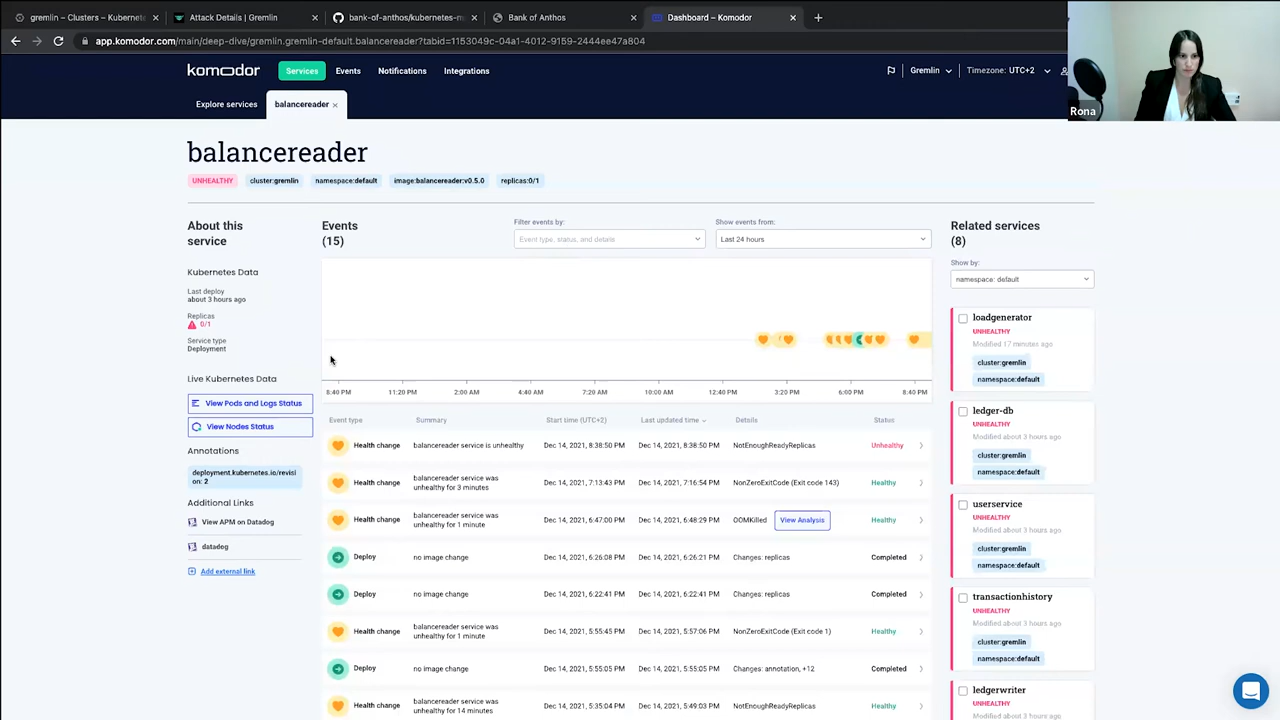 gremlin – Clusters – Kubernetes
Attack Details | Gremlin
bank-of-anthos/kubernetes-m
Bank of Anthos
Dashboard – Komodor
app.komodor.com/main/deep-dive/gremlin.gremlin-default.balancereader?tabid=1153049c-04a1-4012-9159-2444ee47a804
komodor
Services
Events
Notifications
Integrations
Gremlin
Timezone: UTC+2
Rona
Explore services
balancereader
balancereader
UNHEALTHY
cluster:gremlin
namespace:default
image:balancereader:v0.5.0
replicas:0/1
About this
service
Kubernetes Data
Last deploy
about 3 hours ago
Replicas
0/1
Service type
Deployment
Live Kubernetes Data
View Pods and Logs Status
View Nodes Status
Annotations
deployment.kubernetes.io/revisi
on: 2
Additional Links
View APM on Datadog
datadeg
Add external link
Events
(15)
Filter events by:
Event type, status, and details
Show events from:
Last 24 hours
8:40 PM 11:20 PM 2:00 AM 4:40 AM 7:20 AM 10:00 AM 12:40 PM 3:20 PM 6:00 PM 8:40 PM
Event type Summary Start time (UTC+2) Last updated time Details Status
Health change balancereader service is unhealthy Dec 14, 2021, 8:38:50 PM Dec 14, 2021, 8:38:50 PM NotEnoughReadyReplicas Unhealthy
Health change balancereader service was
unhealthy for 3 minutes Dec 14, 2021, 7:13:43 PM Dec 14, 2021, 7:16:54 PM NonZeroExitCode (Exit code 143) Healthy
Health change balancereader service was
unhealthy for 1 minute Dec 14, 2021, 6:47:00 PM Dec 14, 2021, 6:48:29 PM OOMKilled View Analysis Healthy
Deploy no image change Dec 14, 2021, 6:26:08 PM Dec 14, 2021, 6:26:21 PM Changes: replicas Completed
Deploy no image change Dec 14, 2021, 6:22:41 PM Dec 14, 2021, 6:22:41 PM Changes: replicas Completed
Health change balancereader service was
unhealthy for 1 minute Dec 14, 2021, 5:55:45 PM Dec 14, 2021, 5:57:06 PM NonZeroExitCode (Exit code 1) Healthy
Deploy no image change Dec 14, 2021, 5:55:05 PM Dec 14, 2021, 5:55:05 PM Changes: annotation, +12 Completed
Health change balancereader service was
unhealthy for 14 minutes Dec 14, 2021, 5:35:04 PM Dec 14, 2021, 5:49:03 PM NotEnoughReadyReplicas Healthy
Related services
(8)
Show by:
namespace: default
loadgenerator
UNHEALTHY
Modified 17 minutes ago
cluster:gremlin
namespace:default
ledger-db
UNHEALTHY
Modified about 3 hours ago
cluster:gremlin
namespace:default
userservice
UNHEALTHY
Modified about 3 hours ago
cluster:gremlin
namespace:default
transactionhistory
UNHEALTHY
Modified about 3 hours ago
cluster:gremlin
namespace:default
ledgerwriter
UNHEALTHY
Modified about 3 hours ago